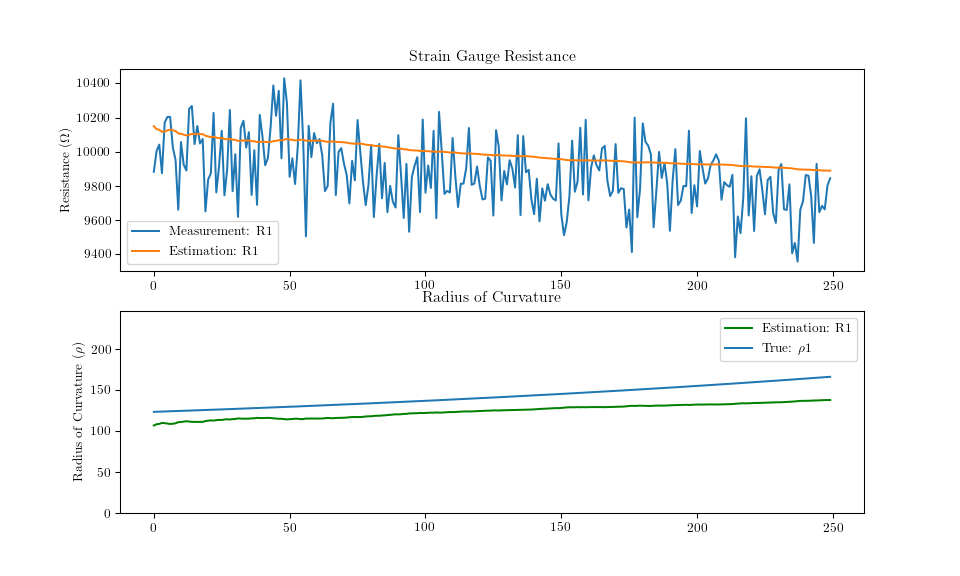 Strain Gauge Resistance
Resistance (Ω)
10400
10200
10000
9800
9600
9400
Measurement: R1
Estimation: R1
0 50 100 150 200 250
Radius of Curvature
Radius of Curvature (ρ)
200
150
100
50
0
Estimation: R1
True: ρ1
0 50 100 150 200 250